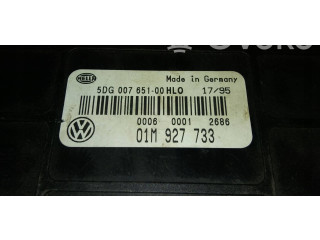 HELLA
Made in Germany
5DG 007 651-00 HLO 17/95
0006 0001 2686
01M 927 733